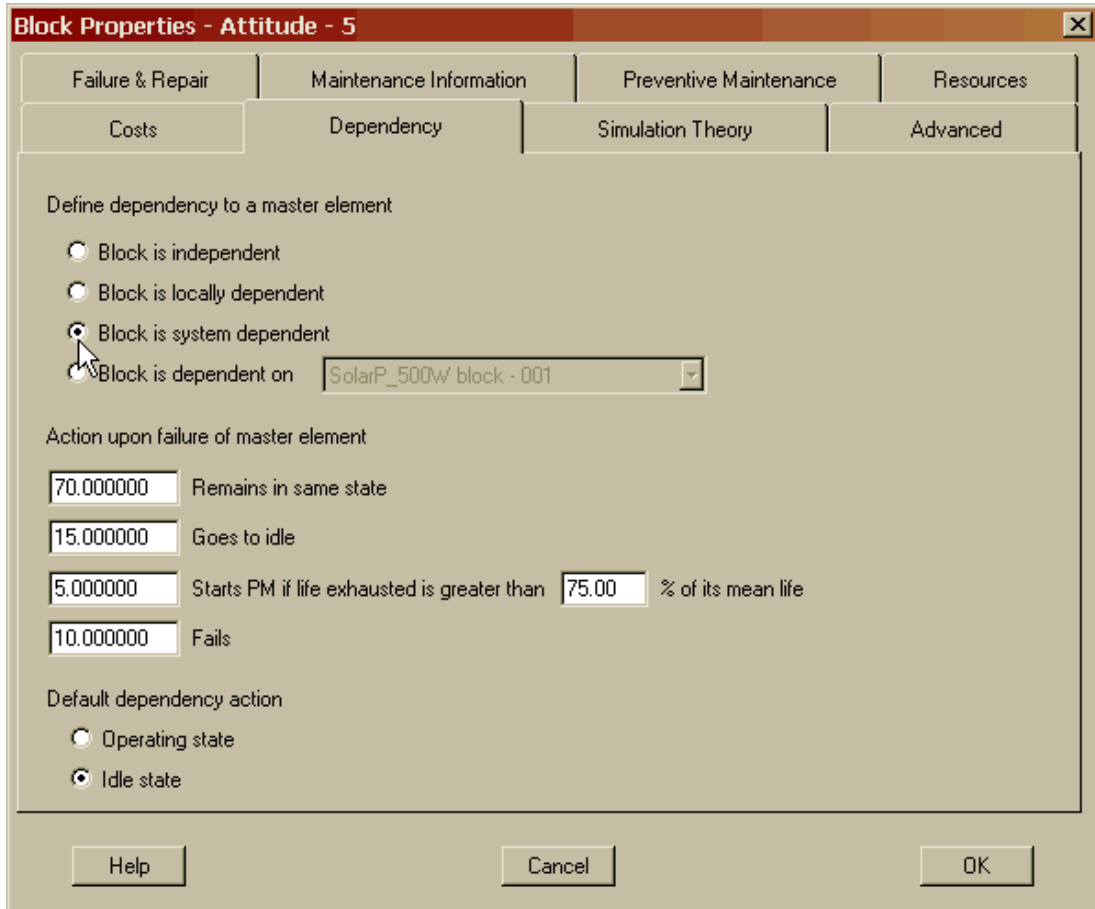 Block Properties - Attitude - 5
Failure & Repair Maintenance Information Preventive Maintenance Resources
Costs Dependency Simulation Theory Advanced
Define dependency to a master element
Block is independent
Block is locally dependent
Block is system dependent
Block is dependent on SolarP_500W block - 001
Action upon failure of master element
70.000000 Remains in same state
15.000000 Goes to idle
5.000000 Starts PM if life exhausted is greater than 75.00 % of its mean life
10.000000 Fails
Default dependency action
Operating state
Idle state
Help Cancel OK